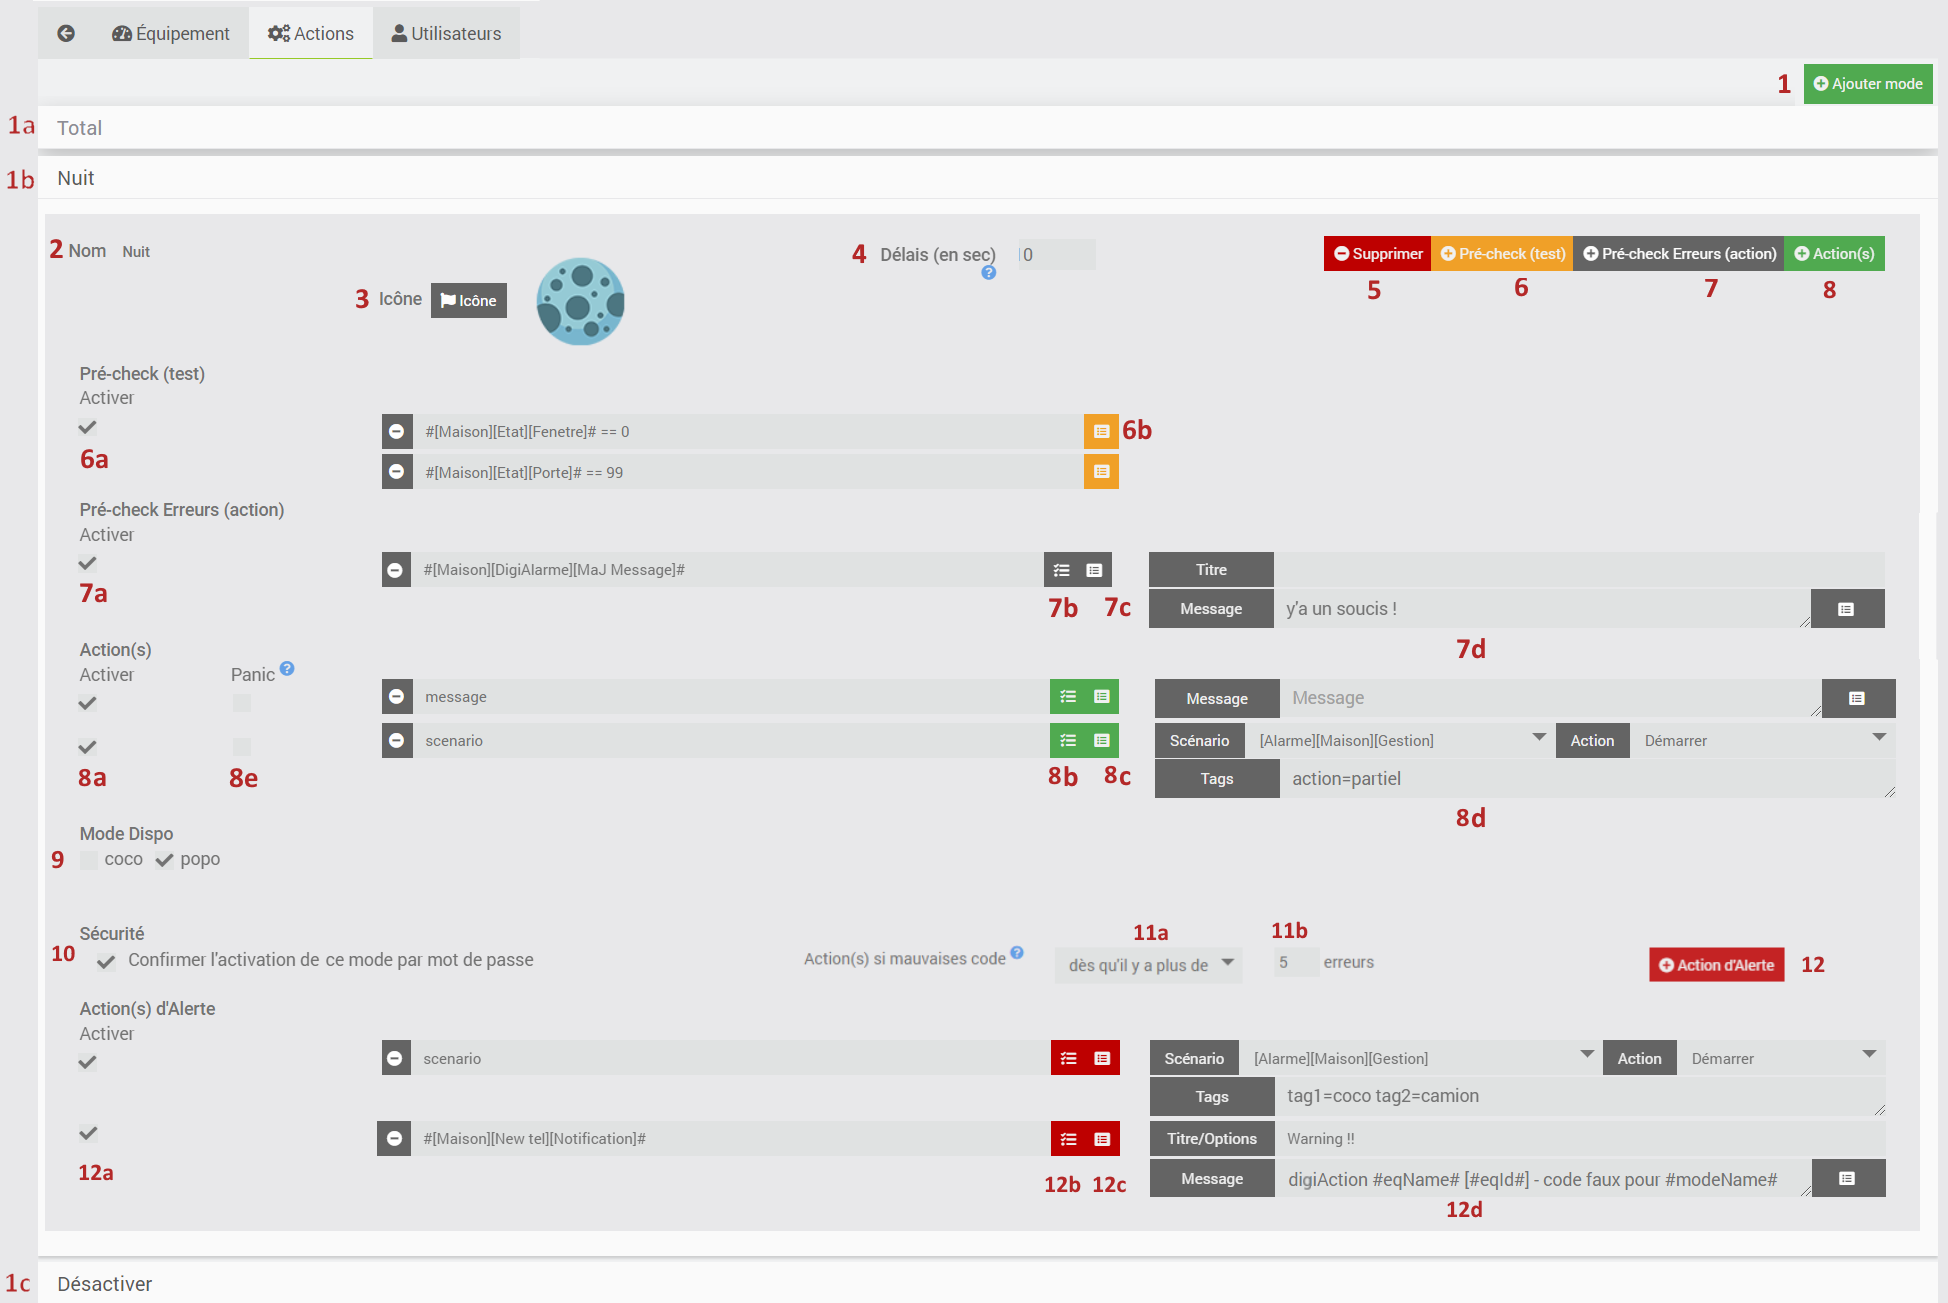 Équipement Actions Utilisateurs
1 Ajouter mode
1a Total
1b Nuit
2 Nom Nuit
4 Délais (en sec) 10
Supprimer Pré-check (test) Pré-check Erreurs (action) Action(s)
5 6 7 8
3 Icône Icône
Pré-check (test)
Activer
#[Maison][Etat][Fenetre]# == 0 6b
6a
#[Maison][Etat][Porte]# == 99
Pré-check Erreurs (action)
Activer
#[Maison][DigiAlarme][MaJ Message]# Titre
7a 7b 7c Message y'a un soucis !
7d
Action(s)
Activer Panic
message Message Message
scenario Scénario [Alarme][Maison][Gestion] Action Démarrer
8a 8e 8b 8c Tags action=partiel
8d
Mode Dispo
9 coco popo
Sécurité
11a 11b
10 Confirmer l'activation de ce mode par mot de passe Action(s) si mauvaises code dès qu'il y a plus de 5 erreurs Action d'Alerte 12
Action(s) d'Alerte
Activer
scenario Scénario [Alarme][Maison][Gestion] Action Démarrer
Tags tag1=coco tag2=camion
#[Maison][New tel][Notification]# Titre/Options Warning !!
12a 12b 12c Message digiAction #eqName# [#eqId#] - code faux pour #modeName#
12d
1c Désactiver